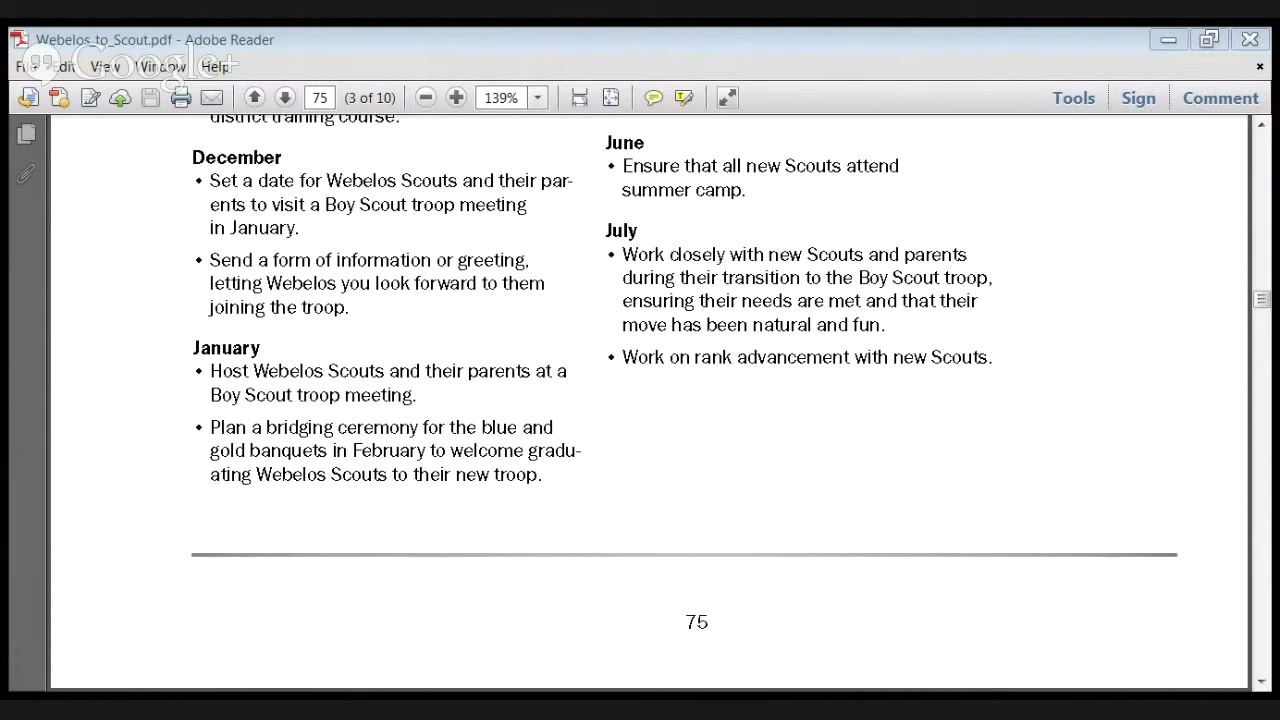 Webelos_to_Scout.pdf - Adobe Reader
Google+
File Edit View Window Help
75 (3 of 10) 139% Tools Sign Comment
district training course.
December
• Set a date for Webelos Scouts and their par-
ents to visit a Boy Scout troop meeting
in January.
• Send a form of information or greeting,
letting Webelos you look forward to them
joining the troop.
January
• Host Webelos Scouts and their parents at a
Boy Scout troop meeting.
• Plan a bridging ceremony for the blue and
gold banquets in February to welcome gradu-
ating Webelos Scouts to their new troop.
June
• Ensure that all new Scouts attend
summer camp.
July
• Work closely with new Scouts and parents
during their transition to the Boy Scout troop,
ensuring their needs are met and that their
move has been natural and fun.
• Work on rank advancement with new Scouts.
75